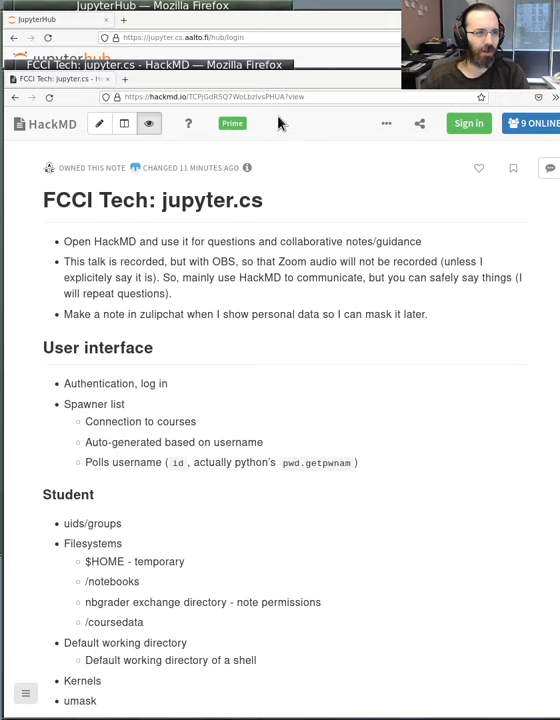 JupyterHub — Mozilla Firefox
JupyterHub
https://jupyter.cs.aalto.fi/hub/login
FCCI Tech: jupyter.cs - HackMD — Mozilla Firefox
FCCI Tech: jupyter.cs - H
https://hackmd.io/TCPjGdR5Q7WoLbzIvsPHUA?view
HackMD
?
Prime
Sign in
9 ONLINE
OWNED THIS NOTE CHANGED 11 MINUTES AGO
FCCI Tech: jupyter.cs
• Open HackMD and use it for questions and collaborative notes/guidance
• This talk is recorded, but with OBS, so that Zoom audio will not be recorded (unless I
explicitely say it is). So, mainly use HackMD to communicate, but you can safely say things (I
will repeat questions).
• Make a note in zulipchat when I show personal data so I can mask it later.
User interface
• Authentication, log in
• Spawner list
◦ Connection to courses
◦ Auto-generated based on username
◦ Polls username ( id , actually python's pwd.getpwnam )
Student
• uids/groups
• Filesystems
◦ $HOME - temporary
◦ /notebooks
◦ nbgrader exchange directory - note permissions
◦ /coursedata
• Default working directory
◦ Default working directory of a shell
• Kernels
• umask